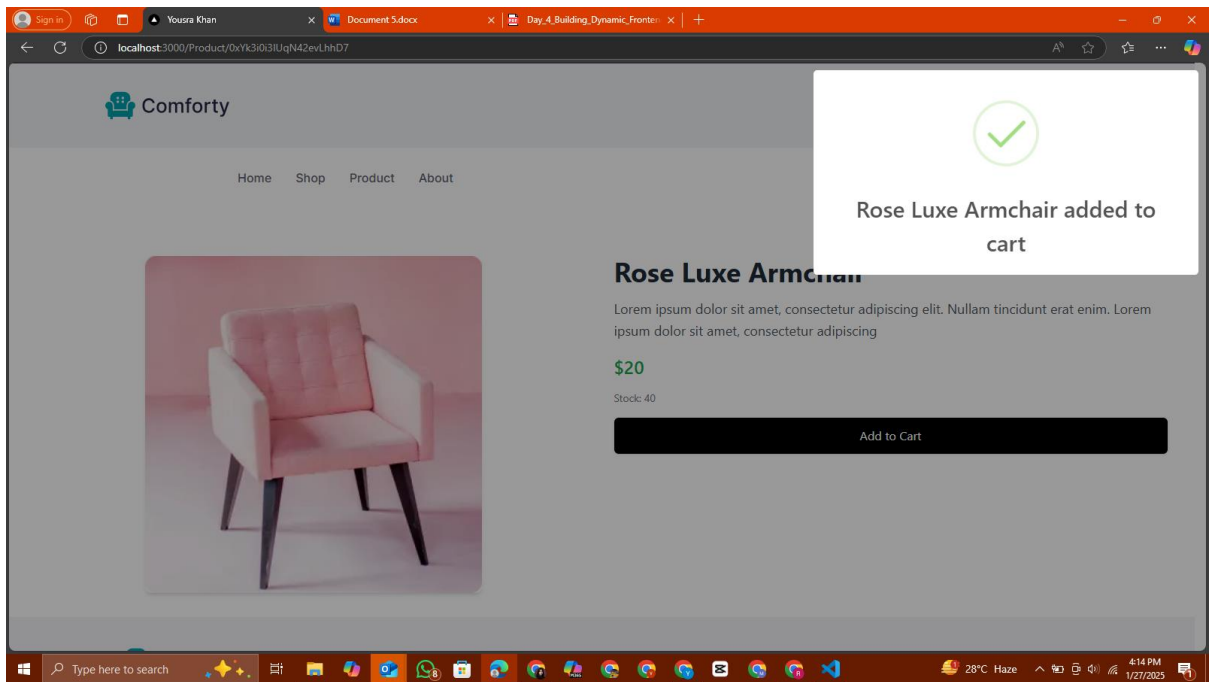 Sign in
Yousra Khan
Document 5.docx
Day_4_Building_Dynamic_Fronten
localhost:3000/Product/0xYk3i0i3IUqN42evLhhD7
Comforty
Home Shop Product About
Rose Luxe Armchair added to
cart
Rose Luxe Armchair
Lorem ipsum dolor sit amet, consectetur adipiscing elit. Nullam tincidunt erat enim. Lorem
ipsum dolor sit amet, consectetur adipiscing
$20
Stock: 40
Add to Cart
Type here to search
28°C Haze
4:14 PM
1/27/2025